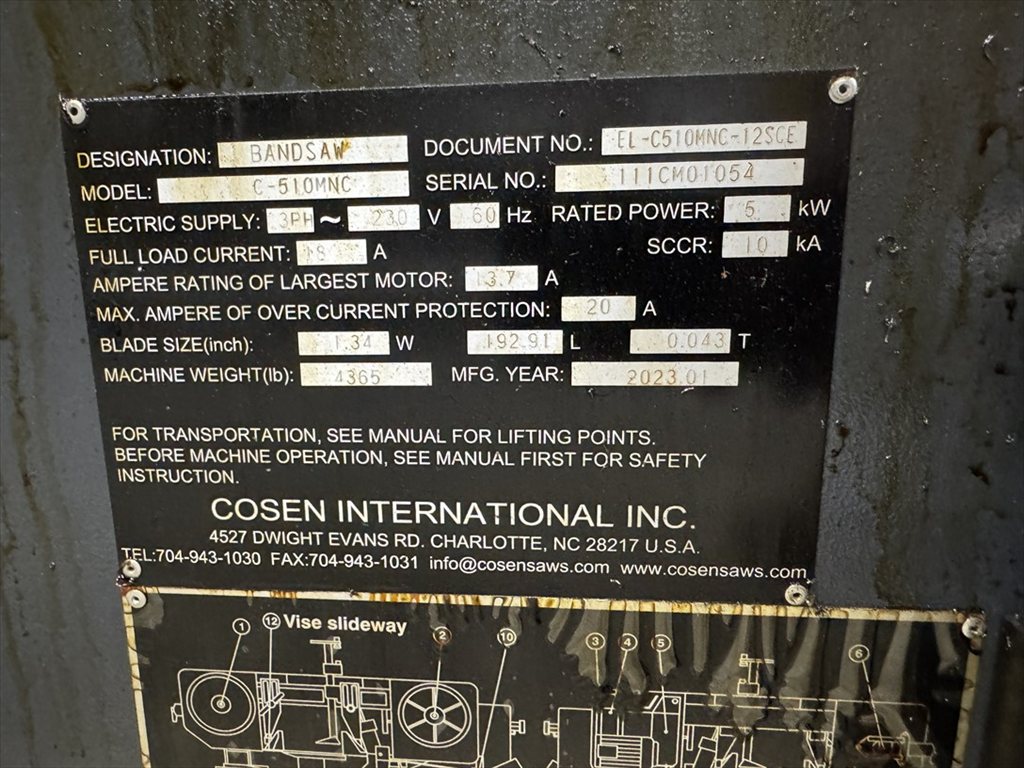 DESIGNATION: BANDSAW DOCUMENT NO.: EL-C510MNC-12SCE
MODEL: C-510MNC SERIAL NO.: 111CM01054
ELECTRIC SUPPLY: 3PH ~ 230 V 60 Hz RATED POWER: 5 kW
FULL LOAD CURRENT: 18 A SCCR: 10 kA
AMPERE RATING OF LARGEST MOTOR: 13.7 A
MAX. AMPERE OF OVER CURRENT PROTECTION: 20 A
BLADE SIZE(inch): 1.34 W 192.91 L 0.043 T
MACHINE WEIGHT(lb): 4365 MFG. YEAR: 2023.01
FOR TRANSPORTATION, SEE MANUAL FOR LIFTING POINTS.
BEFORE MACHINE OPERATION, SEE MANUAL FIRST FOR SAFETY
INSTRUCTION.
COSEN INTERNATIONAL INC.
4527 DWIGHT EVANS RD. CHARLOTTE, NC 28217 U.S.A.
TEL:704-943-1030 FAX:704-943-1031 info@cosensaws.com www.cosensaws.com
1 12 Vise slideway 2 10 3 4 5 6